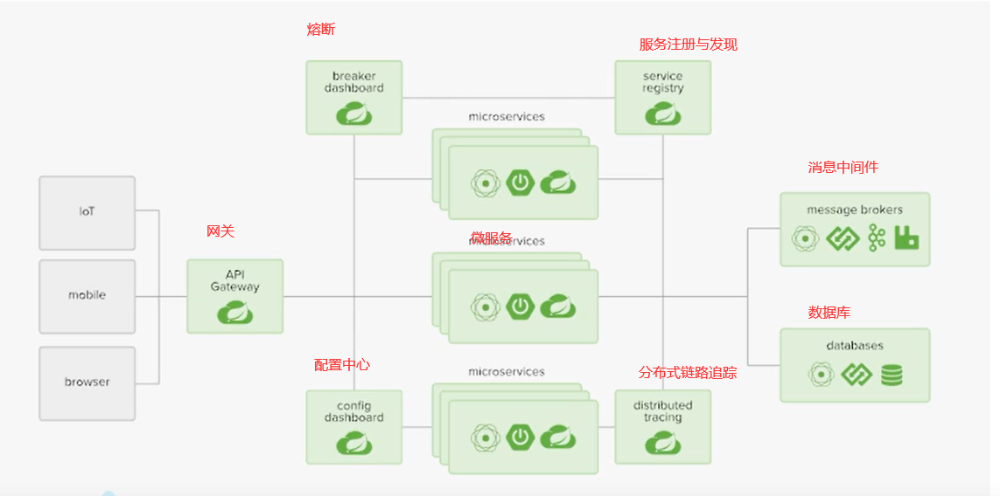 熔断
服务注册与发现
breaker
dashboard
service
registry
microservices
消息中间件
message brokers
IoT
网关
微服务
microservices
API
Gateway
mobile
数据库
databases
配置中心
分布式链路追踪
microservices
browser
config
dashboard
distributed
tracing